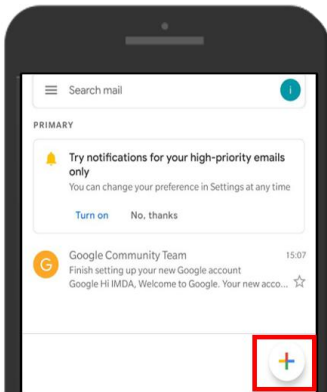 Search mail
i
PRIMARY
Try notifications for your high-priority emails
only
You can change your preference in Settings at any time
Turn on No, thanks
G
Google Community Team 15:07
Finish setting up your new Google account
Google Hi IMDA, Welcome to Google. Your new acco...